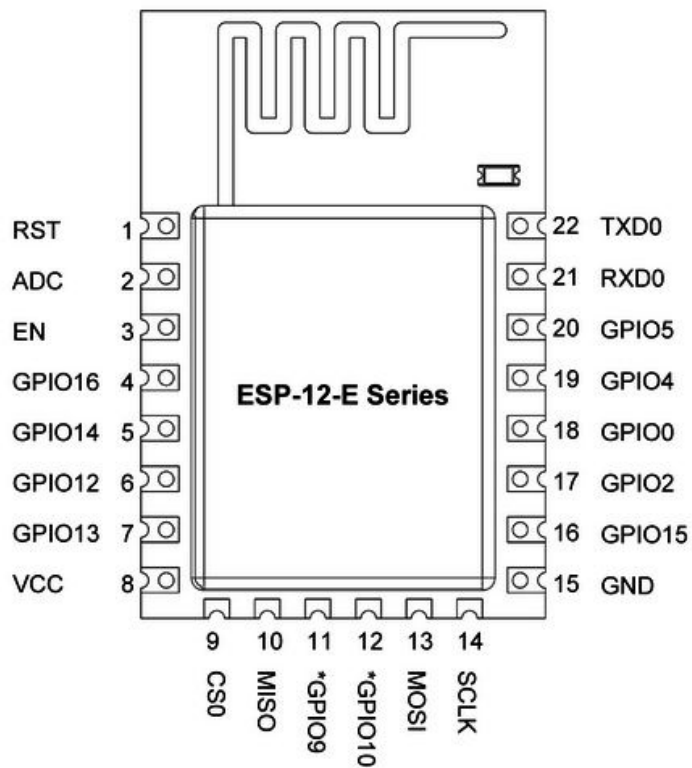 RST 1
ADC 2
EN 3
GPIO16 4
GPIO14 5
GPIO12 6
GPIO13 7
VCC 8
ESP-12-E Series
22 TXD0
21 RXD0
20 GPIO5
19 GPIO4
18 GPIO0
17 GPIO2
16 GPIO15
15 GND
9 CS0
10 MISO
11 *GPIO9
12 *GPIO10
13 MOSI
14 SCLK